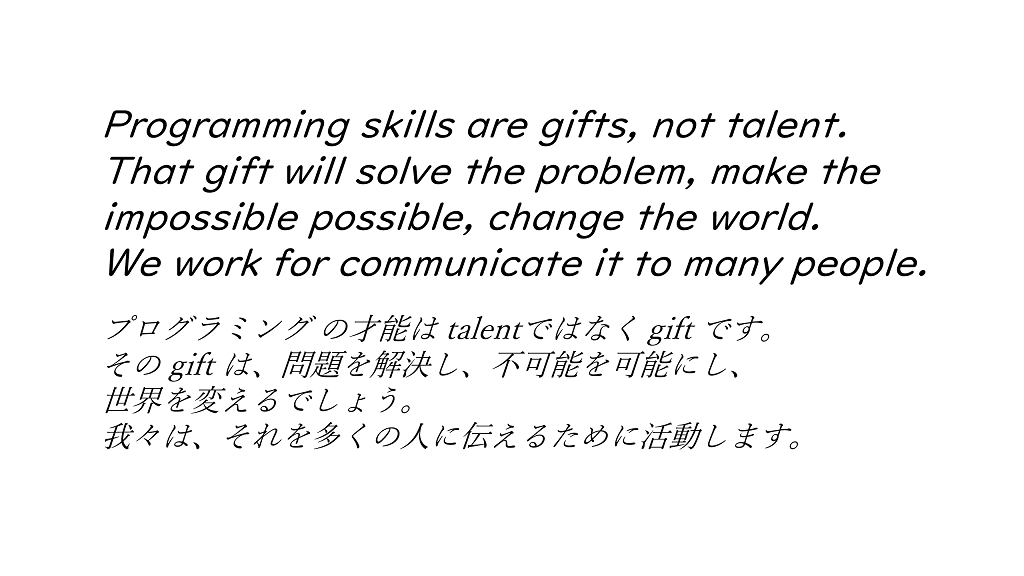 Programming skills are gifts, not talent.
That gift will solve the problem, make the
impossible possible, change the world.
We work for communicate it to many people.
プログラミング の才能は talentではなく gift です。
その gift は、問題を解決し、不可能を可能にし、
世界を変えるでしょう。
我々は、それを多くの人に伝えるために活動します。